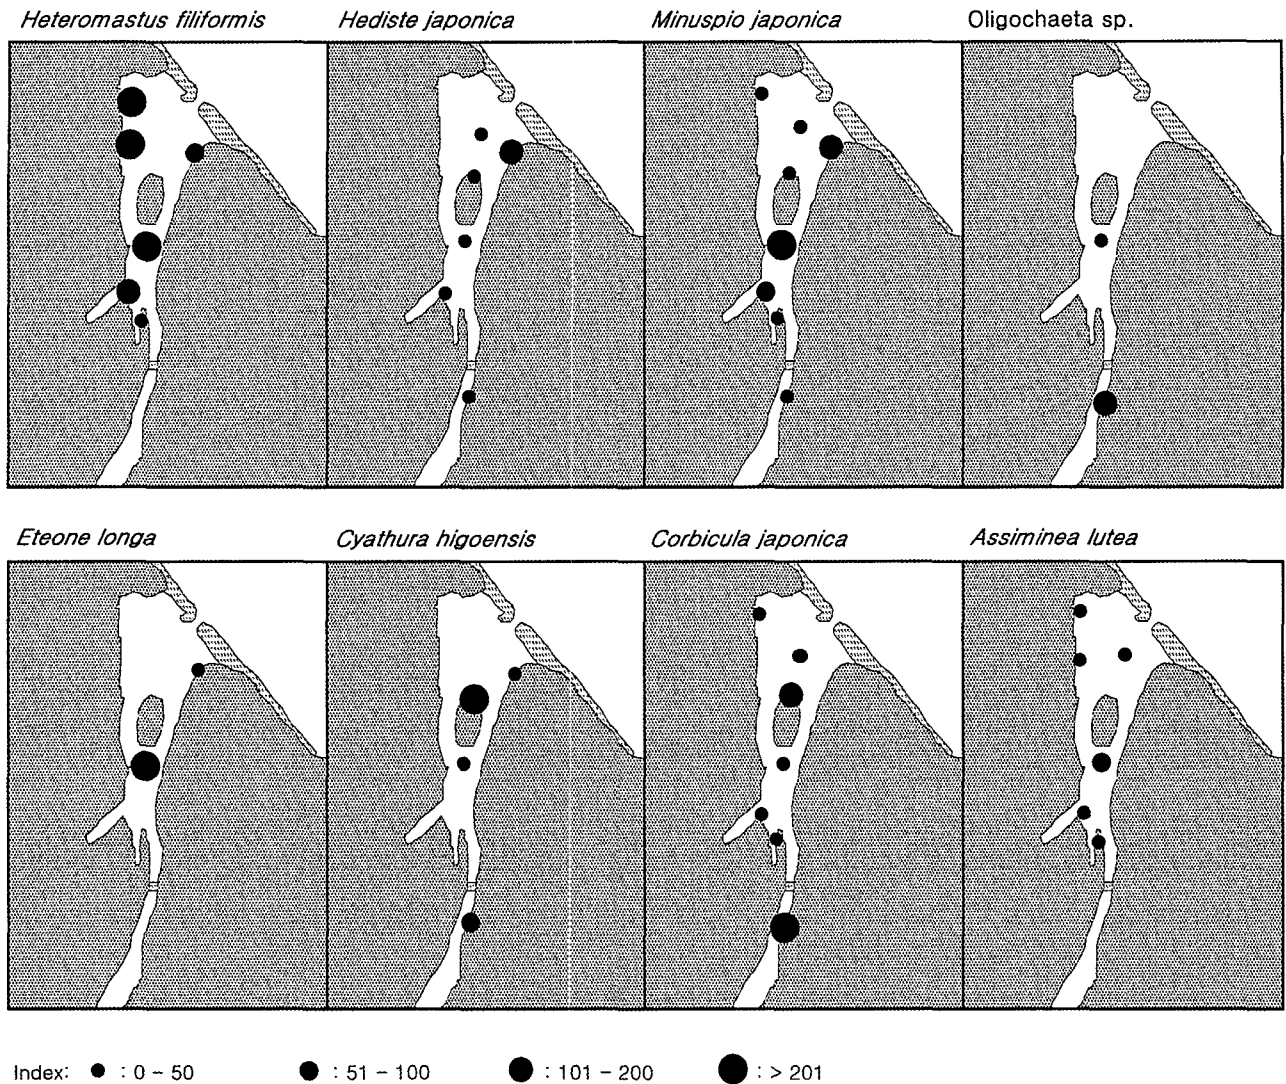 Heteromastus filiformis Hediste japonica Minuspio japonica Oligochaeta sp.
Eteone longa Cyathura higoensis Corbicula japonica Assiminea lutea
Index: : 0 – 50 : 51 – 100 : 101 – 200 : > 201